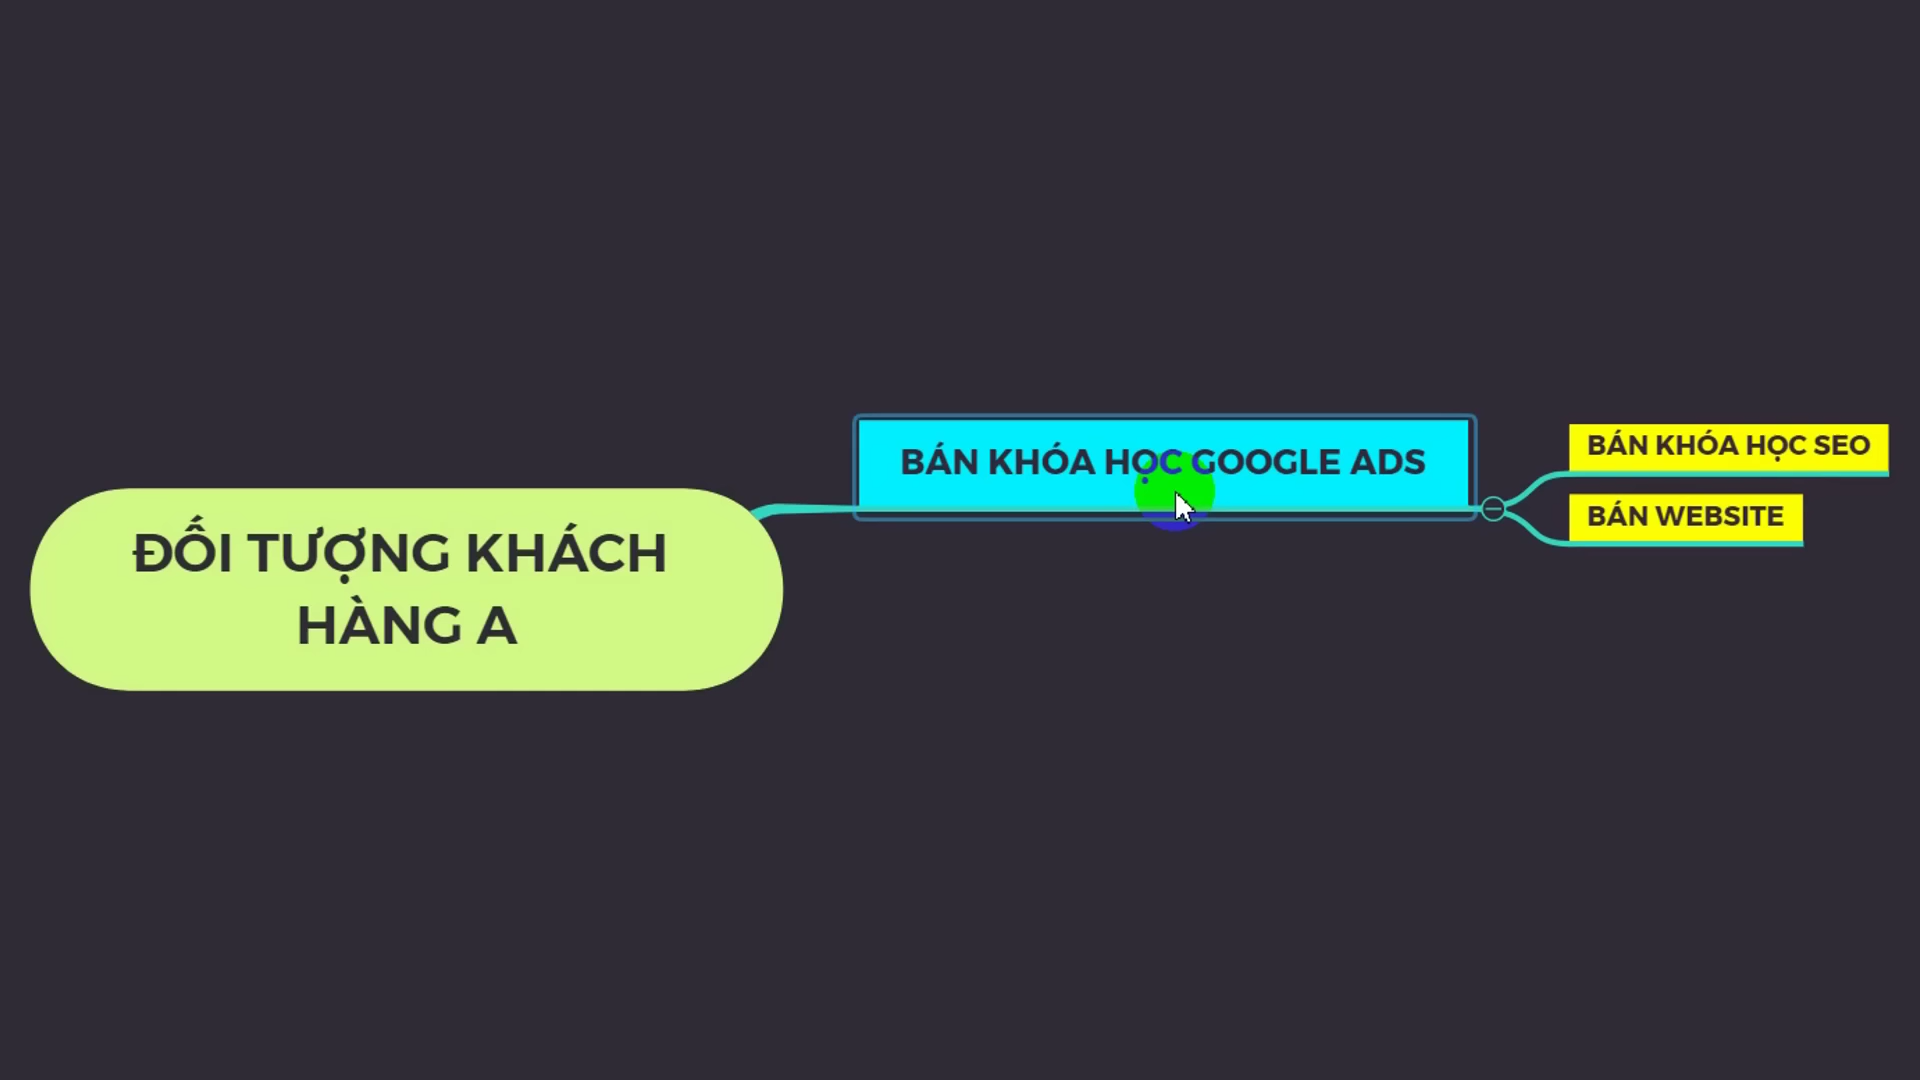 ĐỐI TƯỢNG KHÁCH
HÀNG A
BÁN KHÓA HỌC GOOGLE ADS
BÁN KHÓA HỌC SEO
BÁN WEBSITE